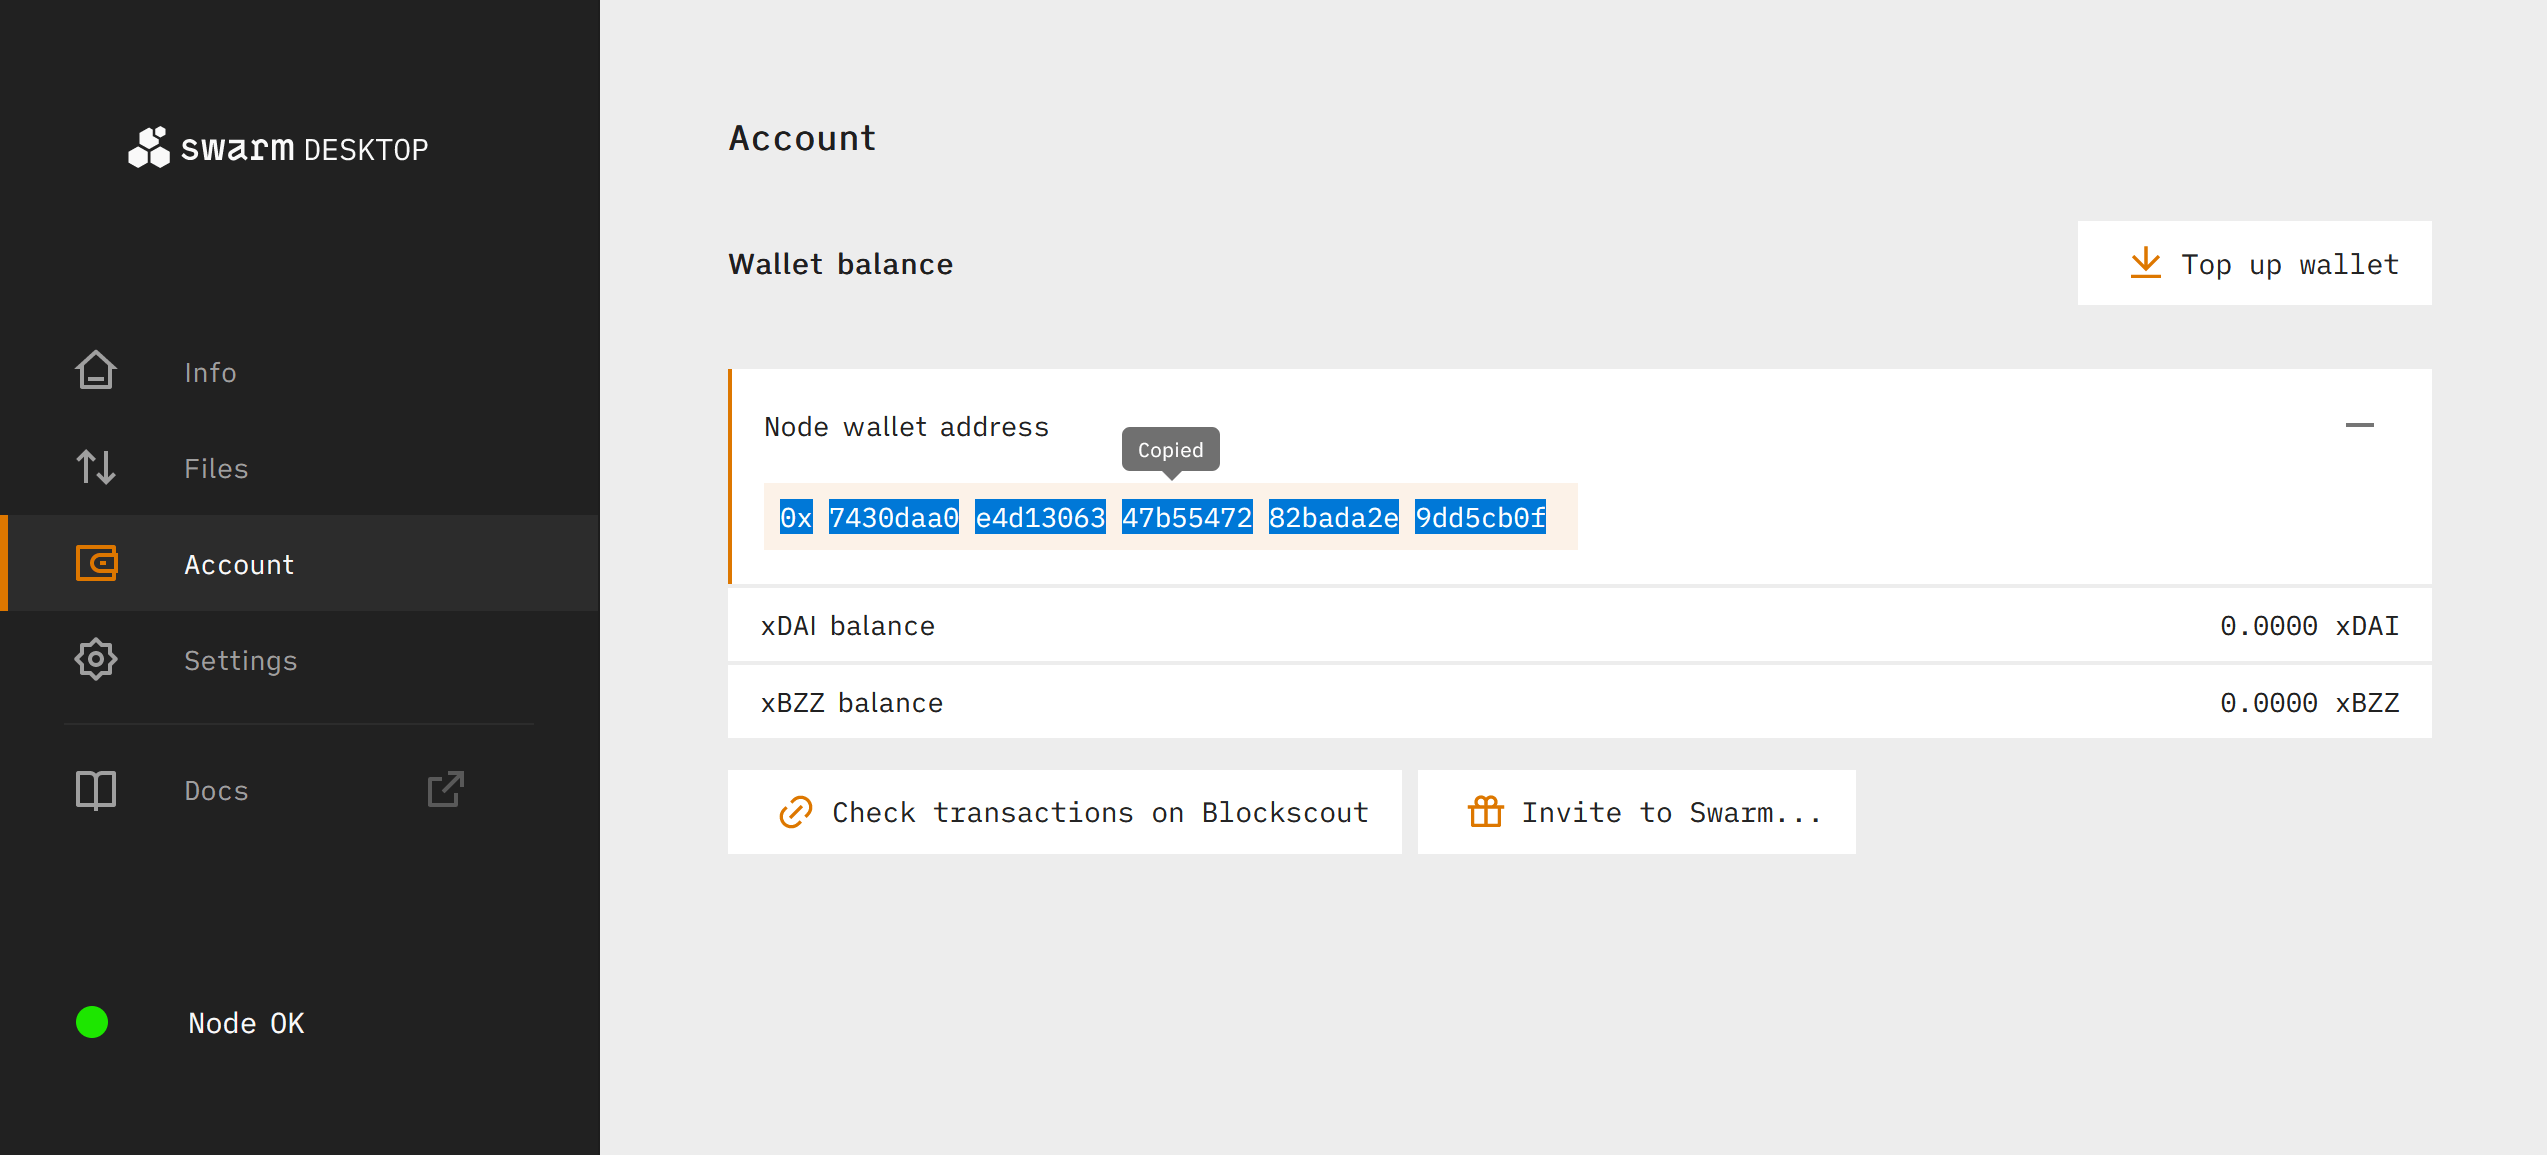 swarm DESKTOP
Info
Files
Account
Settings
Docs
Node OK
Account
Wallet balance
Top up wallet
Node wallet address
Copied
0x 7430daa0 e4d13063 47b55472 82bada2e 9dd5cb0f
xDAI balance 0.0000 xDAI
xBZZ balance 0.0000 xBZZ
Check transactions on Blockscout
Invite to Swarm...